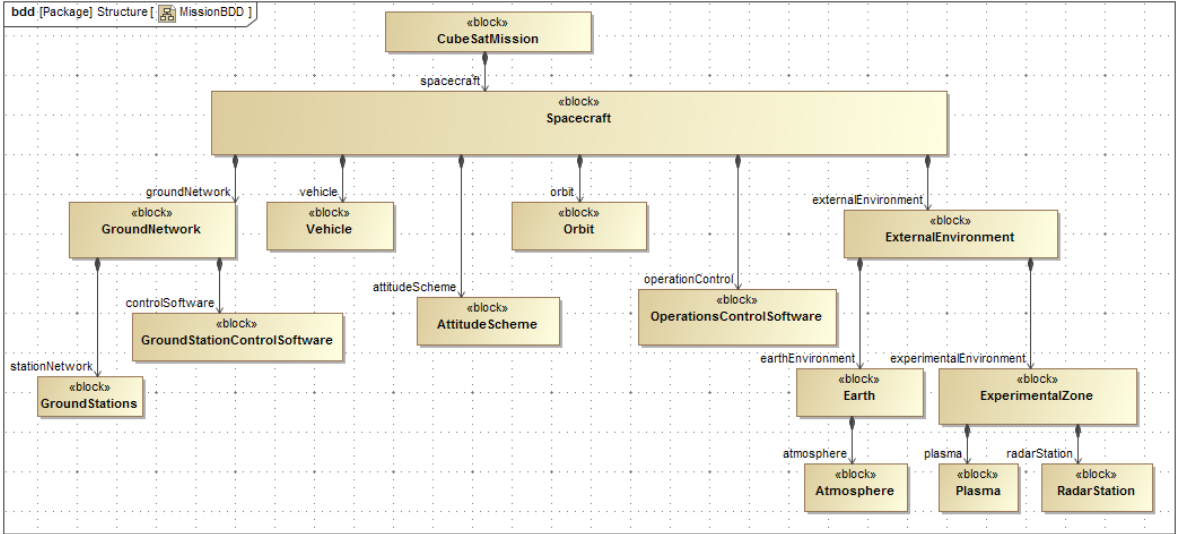 bdd [Package] Structure [ MissionBDD ]
«block»
CubeSatMission
spacecraft
«block»
Spacecraft
groundNetwork
vehicle
orbit
externalEnvironment
«block»
GroundNetwork
«block»
Vehicle
«block»
Orbit
«block»
ExternalEnvironment
attitudeScheme
operationControl
controlSoftware
«block»
AttitudeScheme
«block»
OperationsControlSoftware
«block»
GroundStationControlSoftware
stationNetwork
earthEnvironment
experimentalEnvironment
«block»
GroundStations
«block»
Earth
«block»
ExperimentalZone
atmosphere
plasma
radarStation
«block»
Atmosphere
«block»
Plasma
«block»
RadarStation